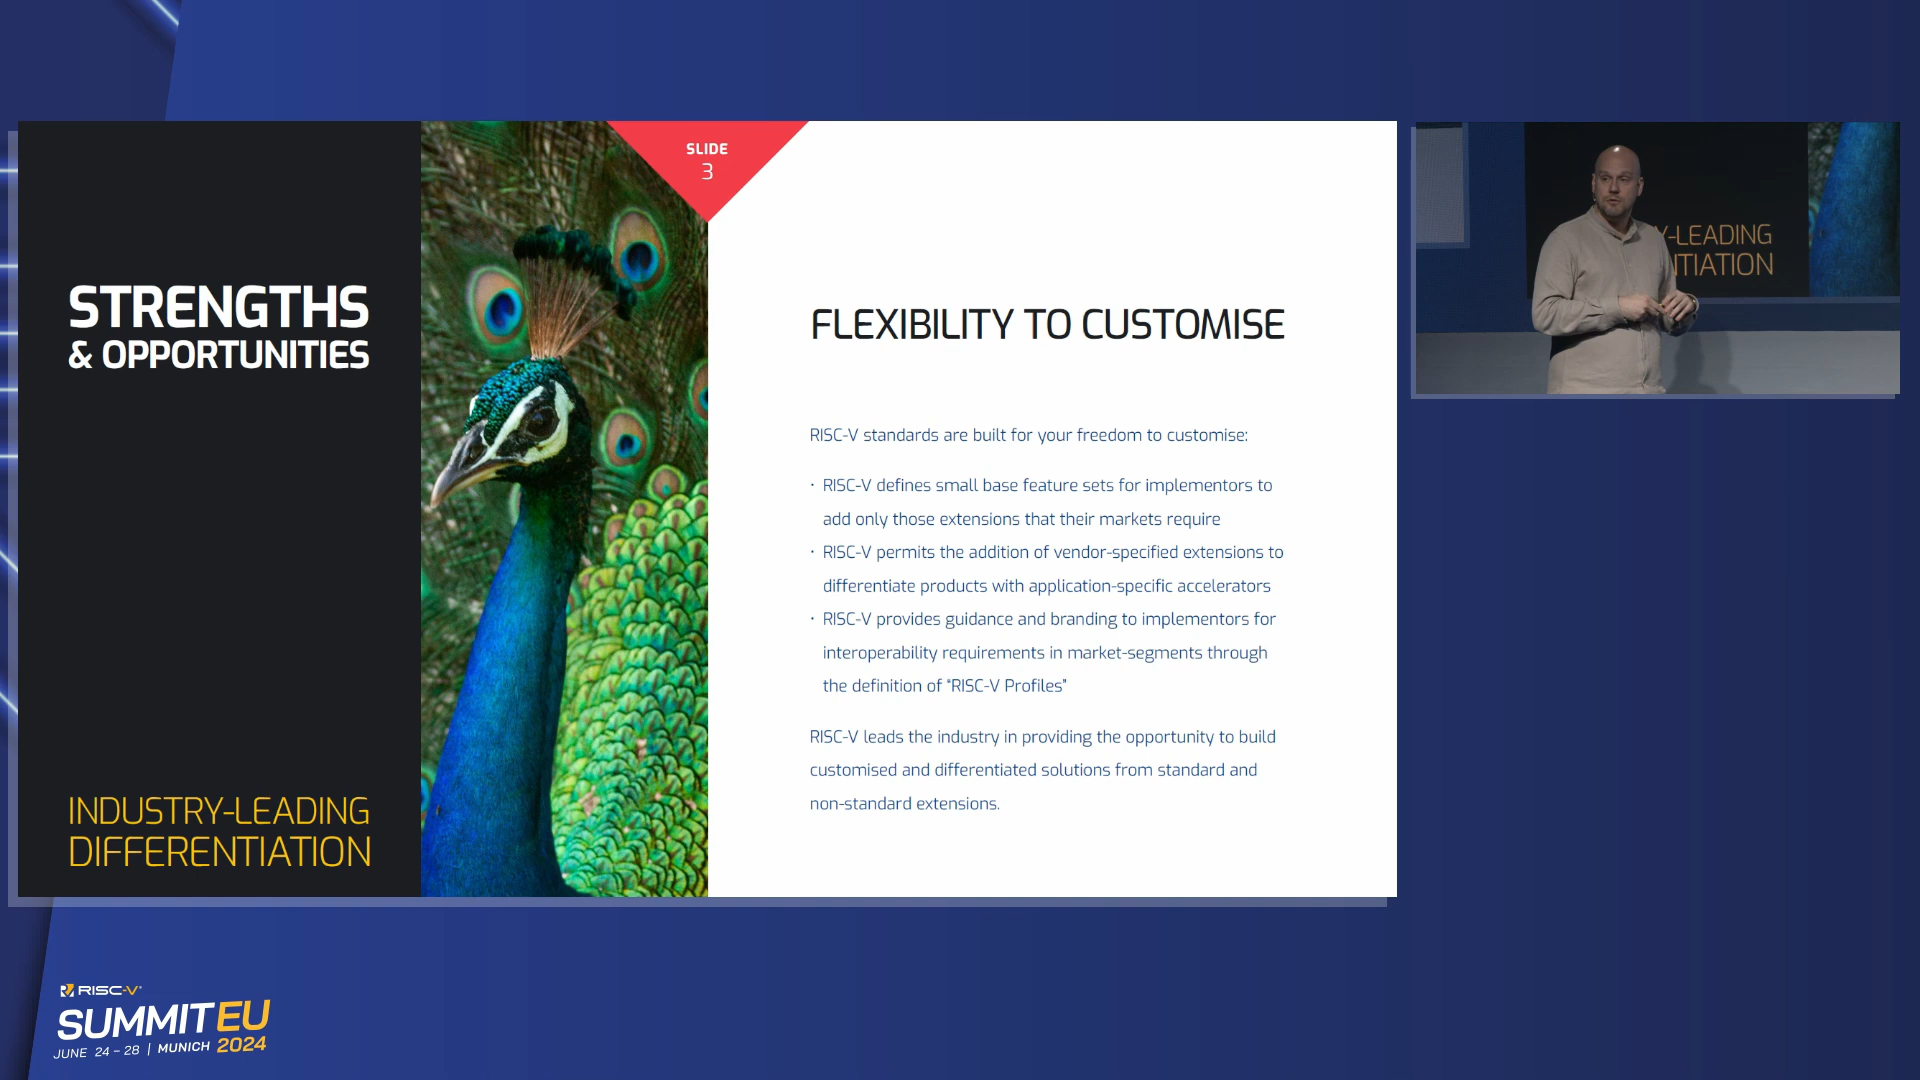 SLIDE
3
STRENGTHS
& OPPORTUNITIES
INDUSTRY-LEADING
DIFFERENTIATION
FLEXIBILITY TO CUSTOMISE
RISC-V standards are built for your freedom to customise:
· RISC-V defines small base feature sets for implementors to
add only those extensions that their markets require
· RISC-V permits the addition of vendor-specified extensions to
differentiate products with application-specific accelerators
· RISC-V provides guidance and branding to implementors for
interoperability requirements in market-segments through
the definition of “RISC-V Profiles”
RISC-V leads the industry in providing the opportunity to build
customised and differentiated solutions from standard and
non-standard extensions.
Y-LEADING
NTIATION
RISC-V®
SUMMIT EU
JUNE 24 – 28 | MUNICH 2024